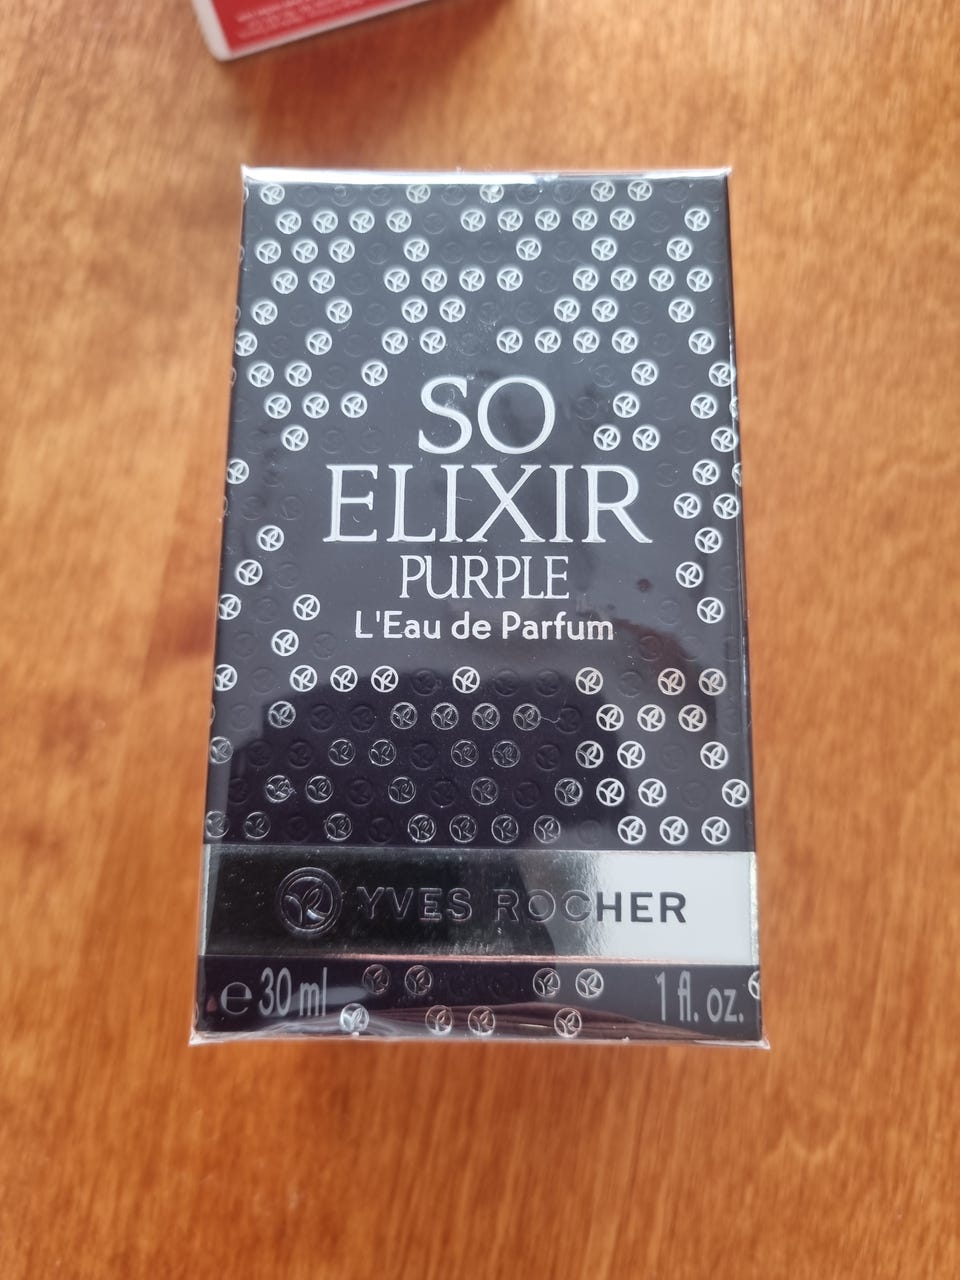 SO
ELIXIR
PURPLE
L'Eau de Parfum
YVES ROCHER
℮ 30 ml
1 fl. oz.